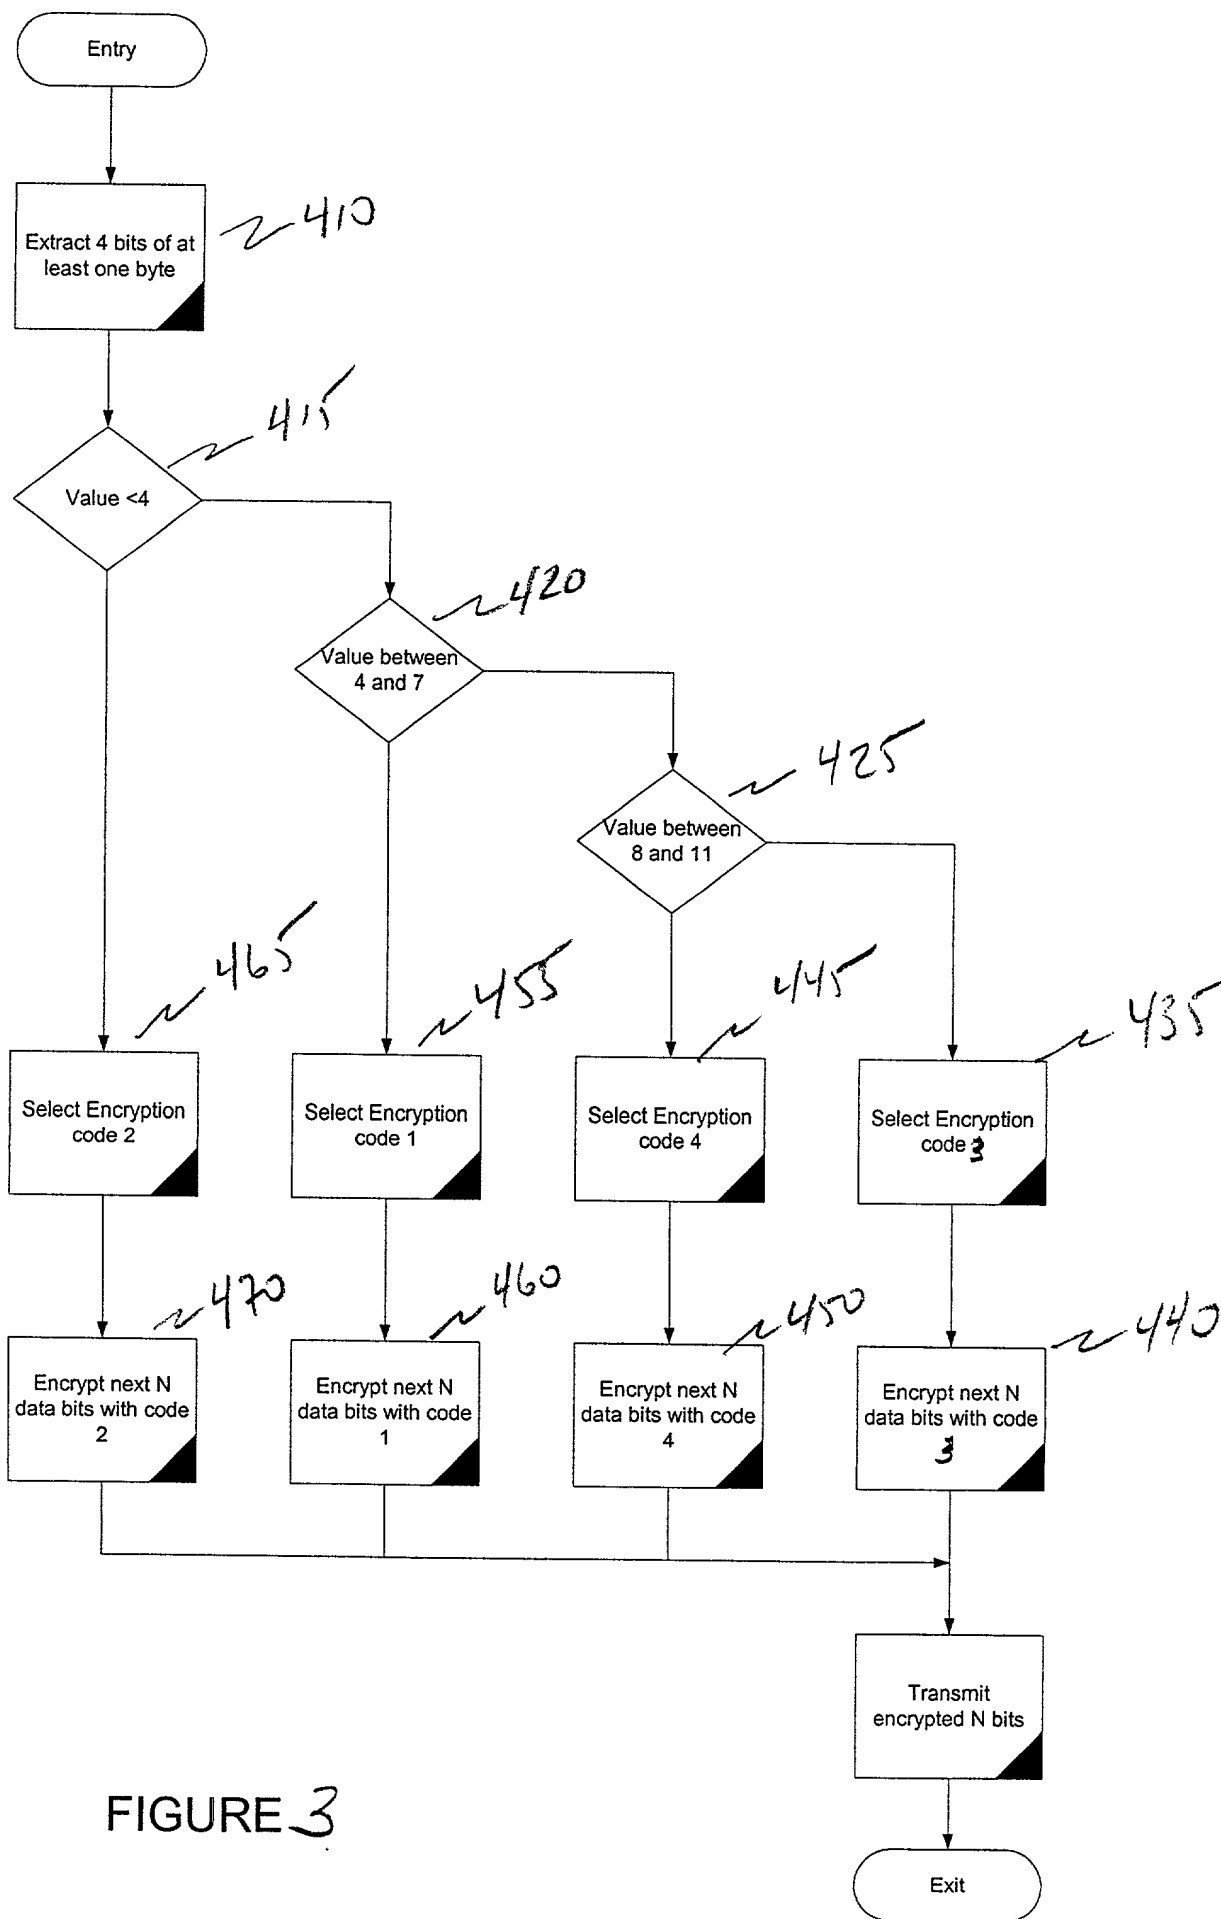 Entry
Extract 4 bits of at
least one byte
410
Value <4
415
Value between
4 and 7
420
Value between
8 and 11
425
465
455
445
435
Select Encryption
code 2
Select Encryption
code 1
Select Encryption
code 4
Select Encryption
code 3
470
460
450
440
Encrypt next N
data bits with code
2
Encrypt next N
data bits with code
1
Encrypt next N
data bits with code
4
Encrypt next N
data bits with code
3
Transmit
encrypted N bits
Exit
FIGURE 3